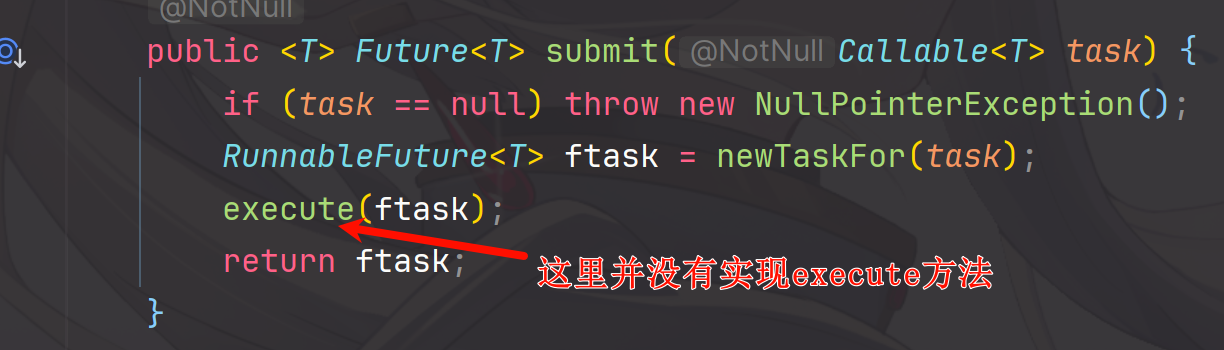 @NotNull
public <T> Future<T> submit( @NotNull Callable<T> task) {
if (task == null) throw new NullPointerException();
RunnableFuture<T> ftask = newTaskFor(task);
execute(ftask);
return ftask;
这里并没有实现execute方法
}